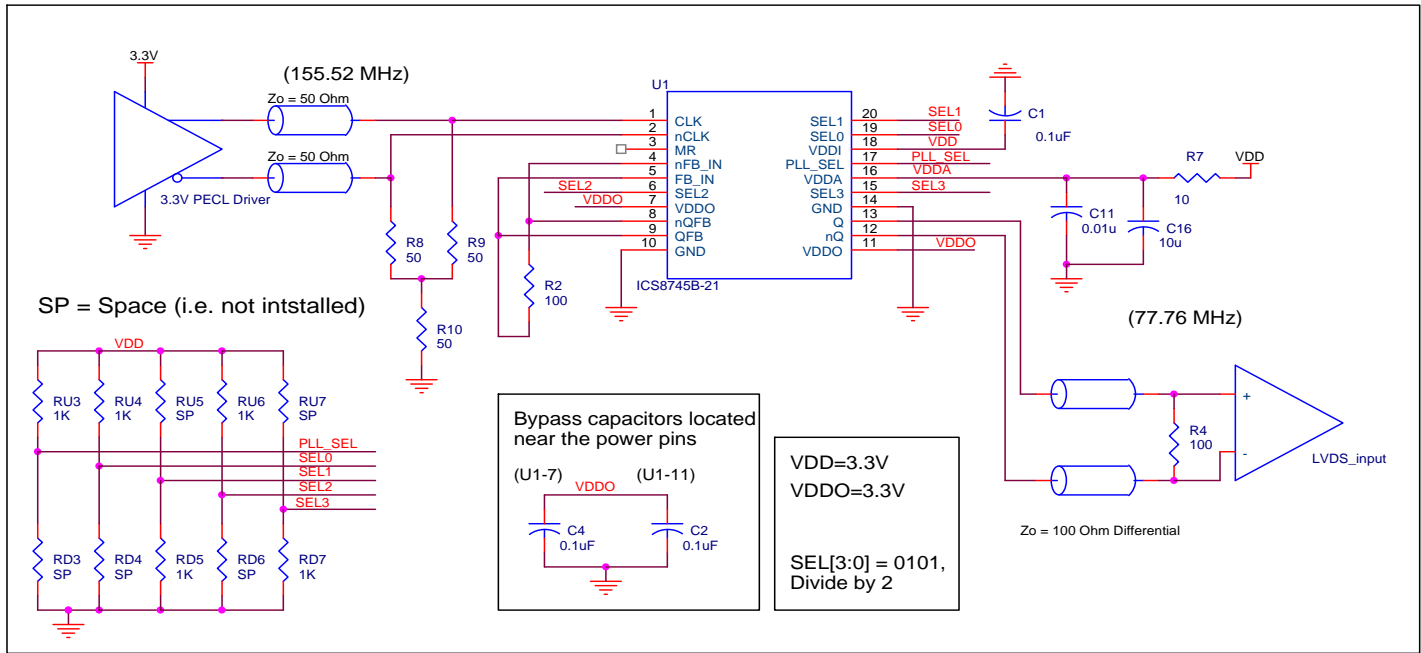 3.3V
(155.52 MHz)
Zo = 50 Ohm
Zo = 50 Ohm
3.3V PECL Driver
R8
50
R9
50
R10
50
U1
1
CLK
2
nCLK
3
MR
4
nFB_IN
5
FB_IN
SEL2
6
SEL2
VDDO
7
VDDO
8
nQFB
9
QFB
10
GND
SEL1
20
SEL1
SEL0
19
SEL0
VDDI
18
VDD
PLL_SEL
17
PLL_SEL
VDDA
16
VDDA
SEL3
15
SEL3
GND
14
Q
13
nQ
12
VDDO
11
VDDO
ICS8745B-21
R2
100
C1
0.1uF
R7
10
VDD
C11
0.01u
C16
10u
SP = Space (i.e. not intstalled)
VDD
RU3
1K
RU4
1K
RU5
SP
RU6
1K
RU7
SP
PLL_SEL
SEL0
SEL1
SEL2
SEL3
RD3
SP
RD4
SP
RD5
1K
RD6
SP
RD7
1K
Bypass capacitors located
near the power pins
(U1-7)
(U1-11)
VDDO
C4
0.1uF
C2
0.1uF
VDD=3.3V
VDDO=3.3V
SEL[3:0] = 0101,
Divide by 2
(77.76 MHz)
R4
100
+
-
LVDS_input
Zo = 100 Ohm Differential